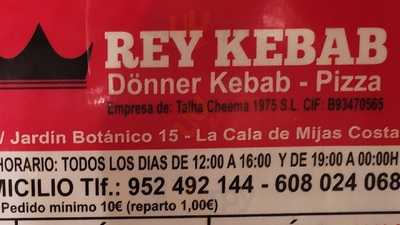 REY KEBAB
Dönner Kebab - Pizza
Empresa de: Talha Cheema 1975 S.L. CIF: B93470565
/ Jardín Botánico 15 - La Cala de Mijas Costa
HORARIO: TODOS LOS DIAS DE 12:00 A 16:00 Y DE 19:00 A 00:00H
MICILIO Tlf.: 952 492 144 - 608 024 068
Pedido mínimo 10€ (reparto 1,00€)